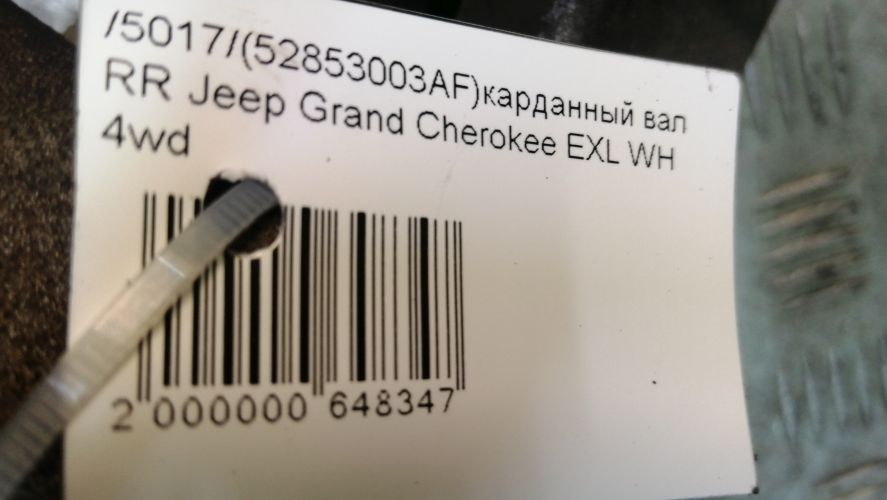 /5017/(52853003AF)карданный вал
RR Jeep Grand Cherokee EXL WH
4wd
2 000000 648347